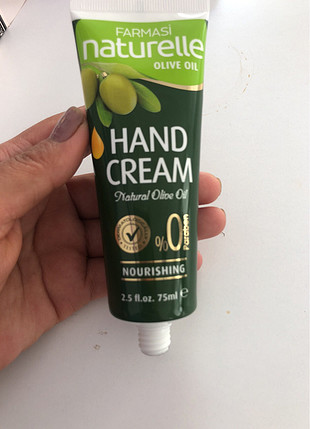 FARMASİ
naturelle
OLIVE OIL
HAND
CREAM
Natural Olive Oil
%0
Paraben
NOURISHING
2.5 fl.oz. 75ml e